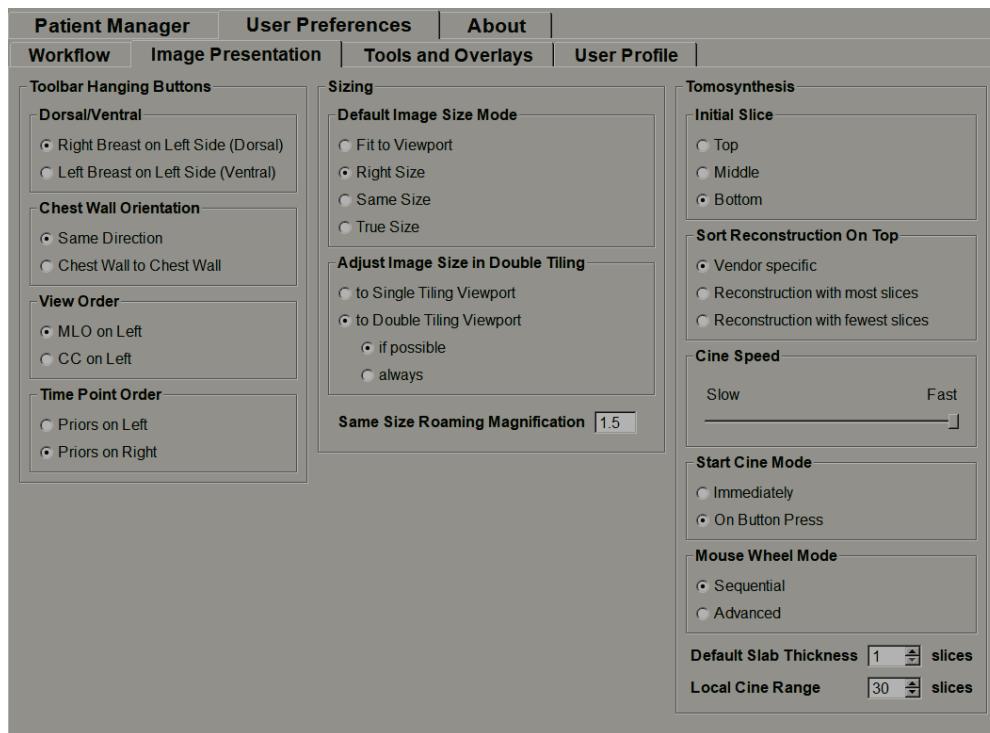 Patient Manager User Preferences About
Workflow Image Presentation Tools and Overlays User Profile
Toolbar Hanging Buttons
Dorsal/Ventral
Right Breast on Left Side (Dorsal)
Left Breast on Left Side (Ventral)
Chest Wall Orientation
Same Direction
Chest Wall to Chest Wall
View Order
MLO on Left
CC on Left
Time Point Order
Priors on Left
Priors on Right
Sizing
Default Image Size Mode
Fit to Viewport
Right Size
Same Size
True Size
Adjust Image Size in Double Tiling
to Single Tiling Viewport
to Double Tiling Viewport
if possible
always
Same Size Roaming Magnification 1.5
Tomosynthesis
Initial Slice
Top
Middle
Bottom
Sort Reconstruction On Top
Vendor specific
Reconstruction with most slices
Reconstruction with fewest slices
Cine Speed
Slow Fast
Start Cine Mode
Immediately
On Button Press
Mouse Wheel Mode
Sequential
Advanced
Default Slab Thickness 1 slices
Local Cine Range 30 slices